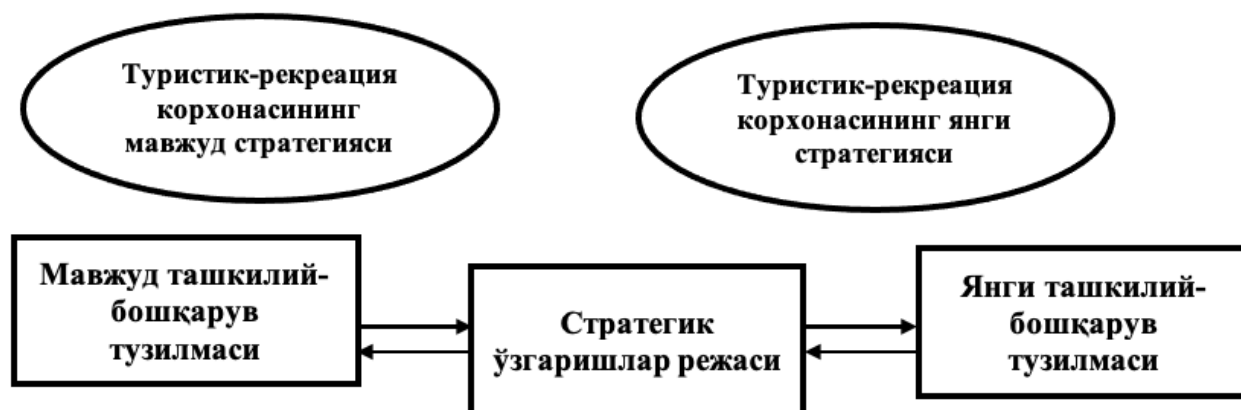 Туристик-рекреация
корхонасининг
мавжуд стратегияси
Туристик-рекреация
корхонасининг янги
стратегияси
Мавжуд ташкилий-
бошқарув
тузилмаси
Стратегик
ўзгаришлар режаси
Янги ташкилий-
бошқарув
тузилмаси